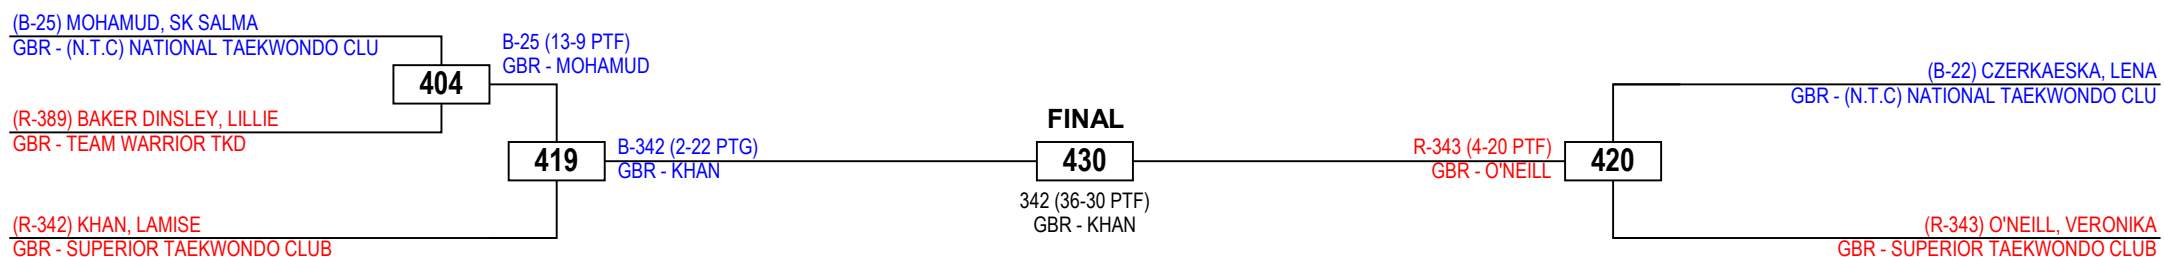 (B-25) MOHAMUD, SK SALMA
GBR - (N.T.C) NATIONAL TAEKWONDO CLU
B-25 (13-9 PTF)
GBR - MOHAMUD
404
(R-389) BAKER DINSLEY, LILLIE
GBR - TEAM WARRIOR TKD
419
B-342 (2-22 PTG)
GBR - KHAN
(R-342) KHAN, LAMISE
GBR - SUPERIOR TAEKWONDO CLUB
FINAL
430
342 (36-30 PTF)
GBR - KHAN
(B-22) CZERKAESKA, LENA
GBR - (N.T.C) NATIONAL TAEKWONDO CLU
R-343 (4-20 PTF)
GBR - O'NEILL
420
(R-343) O'NEILL, VERONIKA
GBR - SUPERIOR TAEKWONDO CLUB